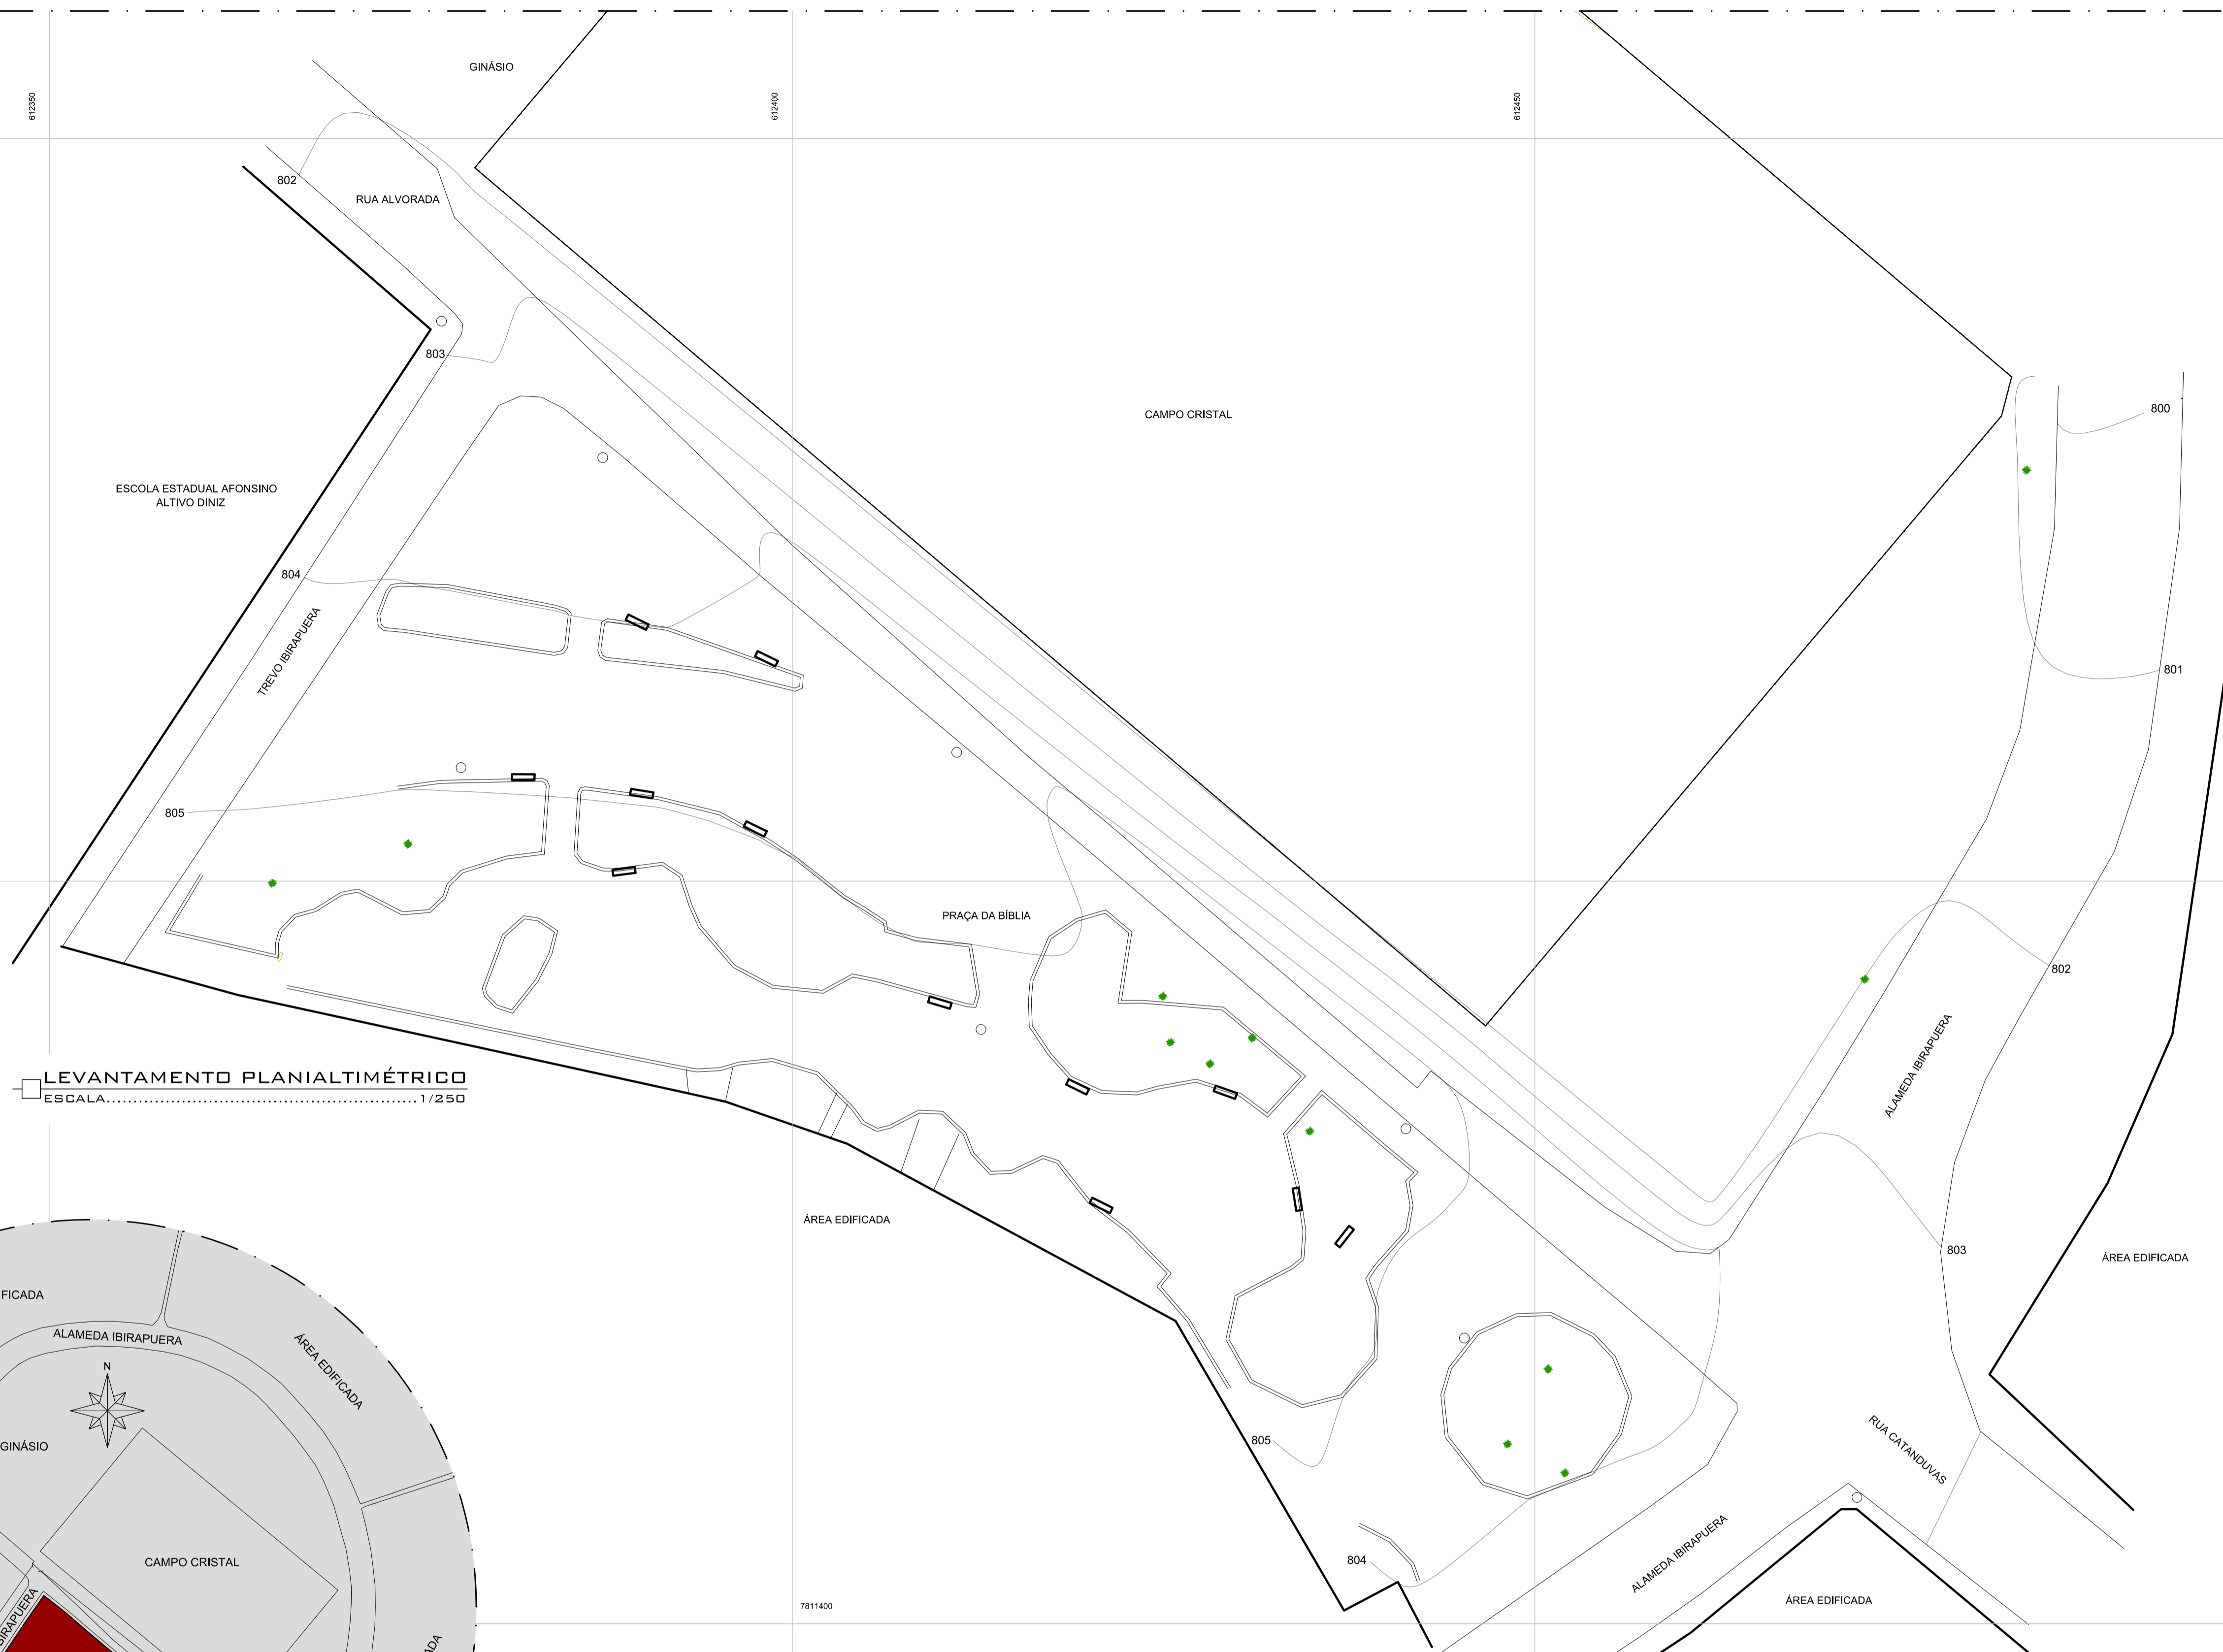 GINÁSIO
612350
612400
612450
802
RUA ALVORADA
803
CAMPO CRISTAL
800
ESCOLA ESTADUAL AFONSINO
ALTIVO DINIZ
804
TREVO IBIRAPUERA
801
805
PRAÇA DA BÍBLIA
802
ALAMEDA IBIRAPUERA
LEVANTAMENTO PLANIALTIMÉTRICO
ESCALA.......................................................1/250
ÁREA EDIFICADA
803
ÁREA EDIFICADA
FICADA
ALAMEDA IBIRAPUERA
ÁREA EDIFICADA
N
GINÁSIO
805
RUA CATANDUVAS
CAMPO CRISTAL
804
ALAMEDA IBIRAPUERA
ÁREA EDIFICADA
7811400
BIRAPUERA
ADA